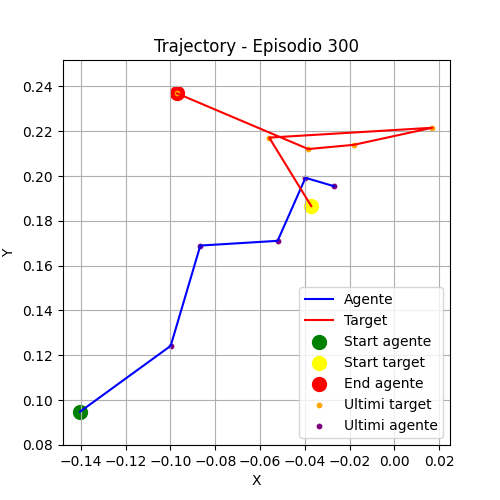 Trajectory - Episodio 300
Y
0.24
0.22
0.20
0.18
0.16
0.14
0.12
0.10
0.08
Agente
Target
Start agente
Start target
End agente
Ultimi target
Ultimi agente
−0.14 −0.12 −0.10 −0.08 −0.06 −0.04 −0.02 0.00 0.02
X